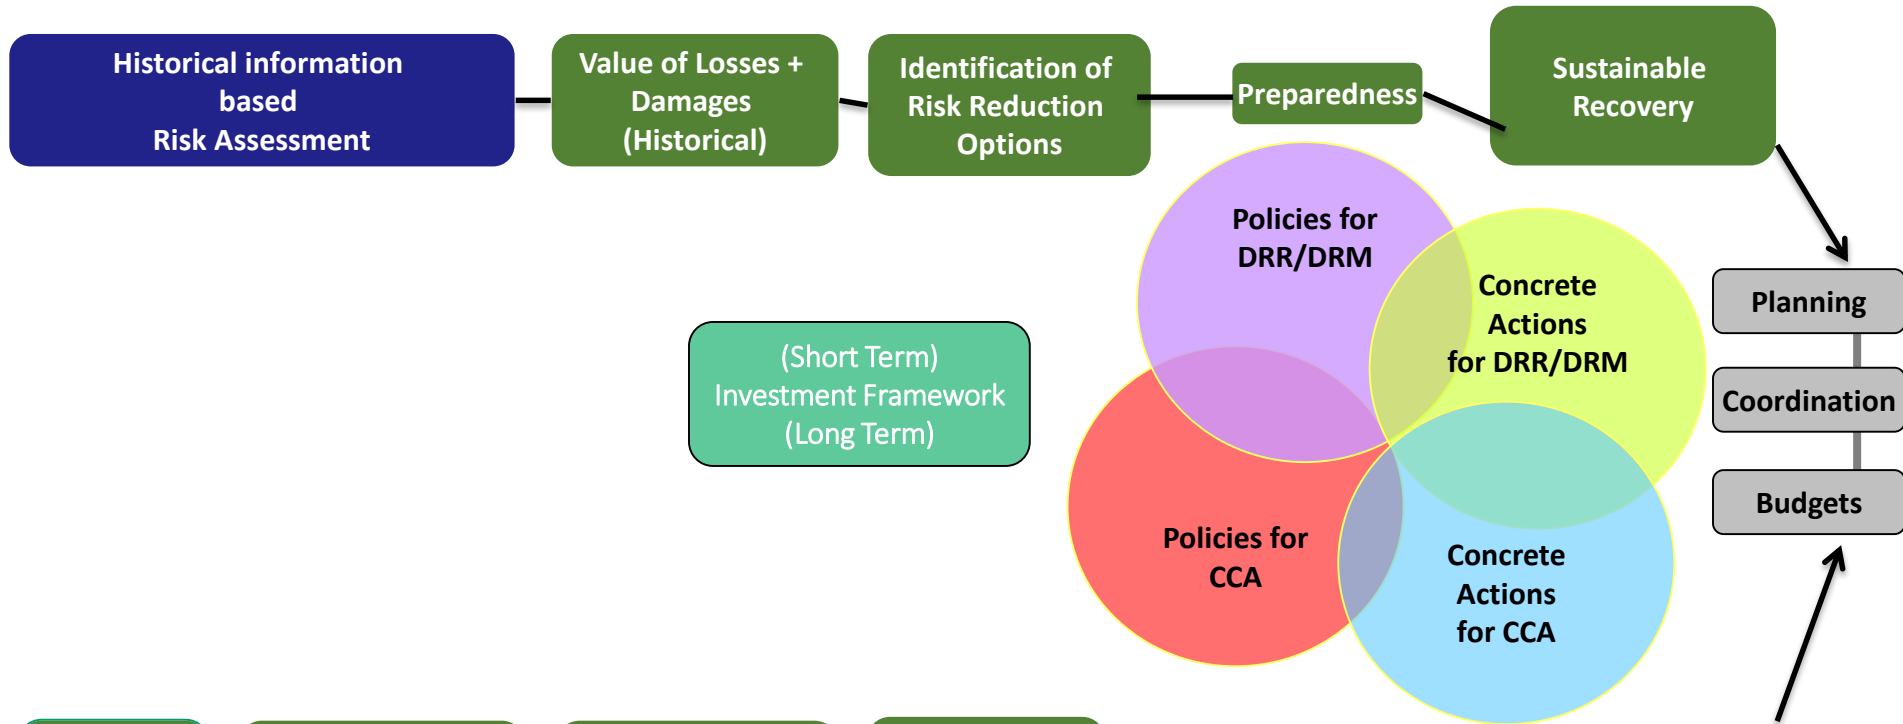 Historical information
based
Risk Assessment
Value of Losses +
Damages
(Historical)
Identification of
Risk Reduction
Options
Preparedness
Sustainable
Recovery
Policies for
DRR/DRM
Concrete
Actions
for DRR/DRM
(Short Term)
Investment Framework
(Long Term)
Policies for
CCA
Concrete
Actions
for CCA
Planning
Coordination
Budgets